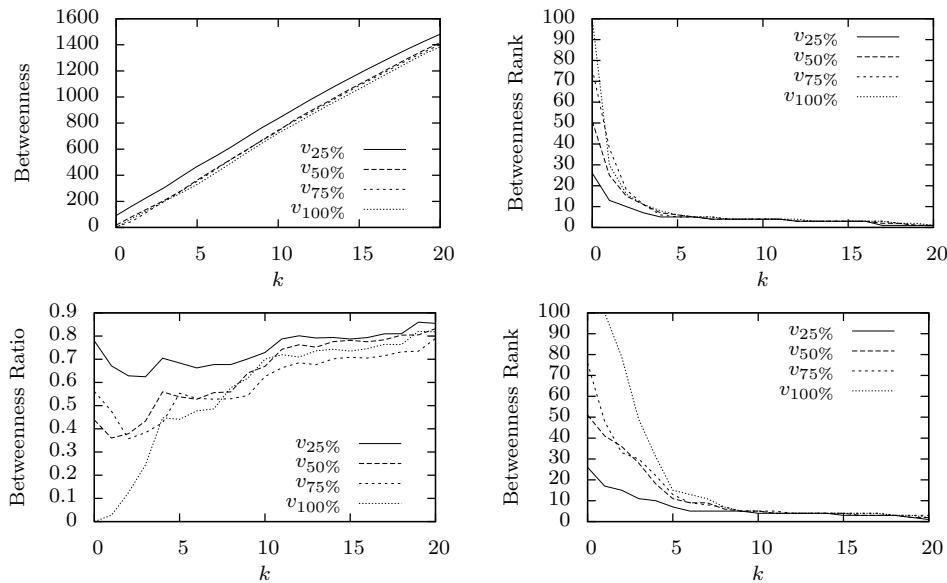 Betweenness
1600
1400
1200
1000
800
600
400
200
0
v25%
v50%
v75%
v100%
0 5 10 15 20
k
Betweenness Rank
100
90
80
70
60
50
40
30
20
10
0
v25%
v50%
v75%
v100%
0 5 10 15 20
k
Betweenness Ratio
0.9
0.8
0.7
0.6
0.5
0.4
0.3
0.2
0.1
0
v25%
v50%
v75%
v100%
0 5 10 15 20
k
Betweenness Rank
100
90
80
70
60
50
40
30
20
10
0
v25%
v50%
v75%
v100%
0 5 10 15 20
k